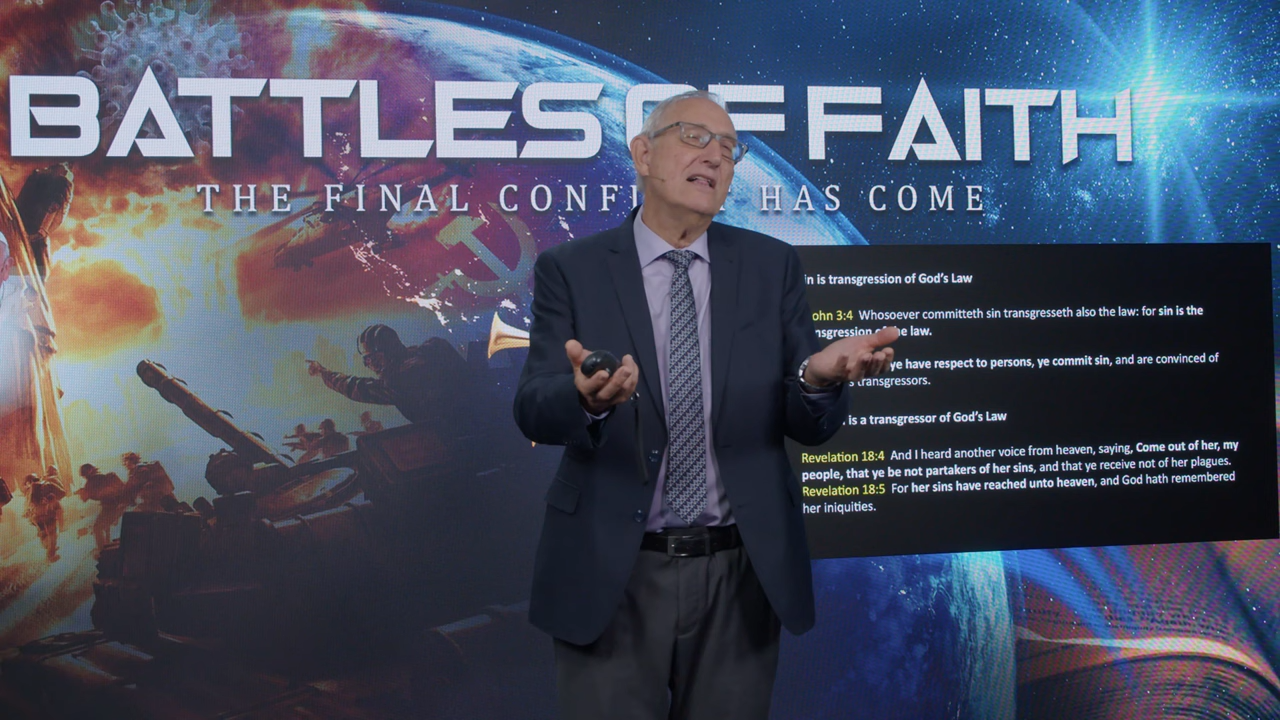 BATTLES OF FAITH
THE FINAL HAS COME
is transgression of God's Law
3:4 Whosoever committeth sin transgresseth also the law: for sin is the
of the law.
ye have respect to persons, ye commit sin, and are convinced of
transgressors.
is a transgressor of God's Law
Revelation 18:4 And I heard another voice from heaven, saying, Come out of her, my
people, that ye be not partakers of her sins, and that ye receive not of her plagues.
Revelation 18:5 For her sins have reached unto heaven, and God hath remembered
her iniquities.